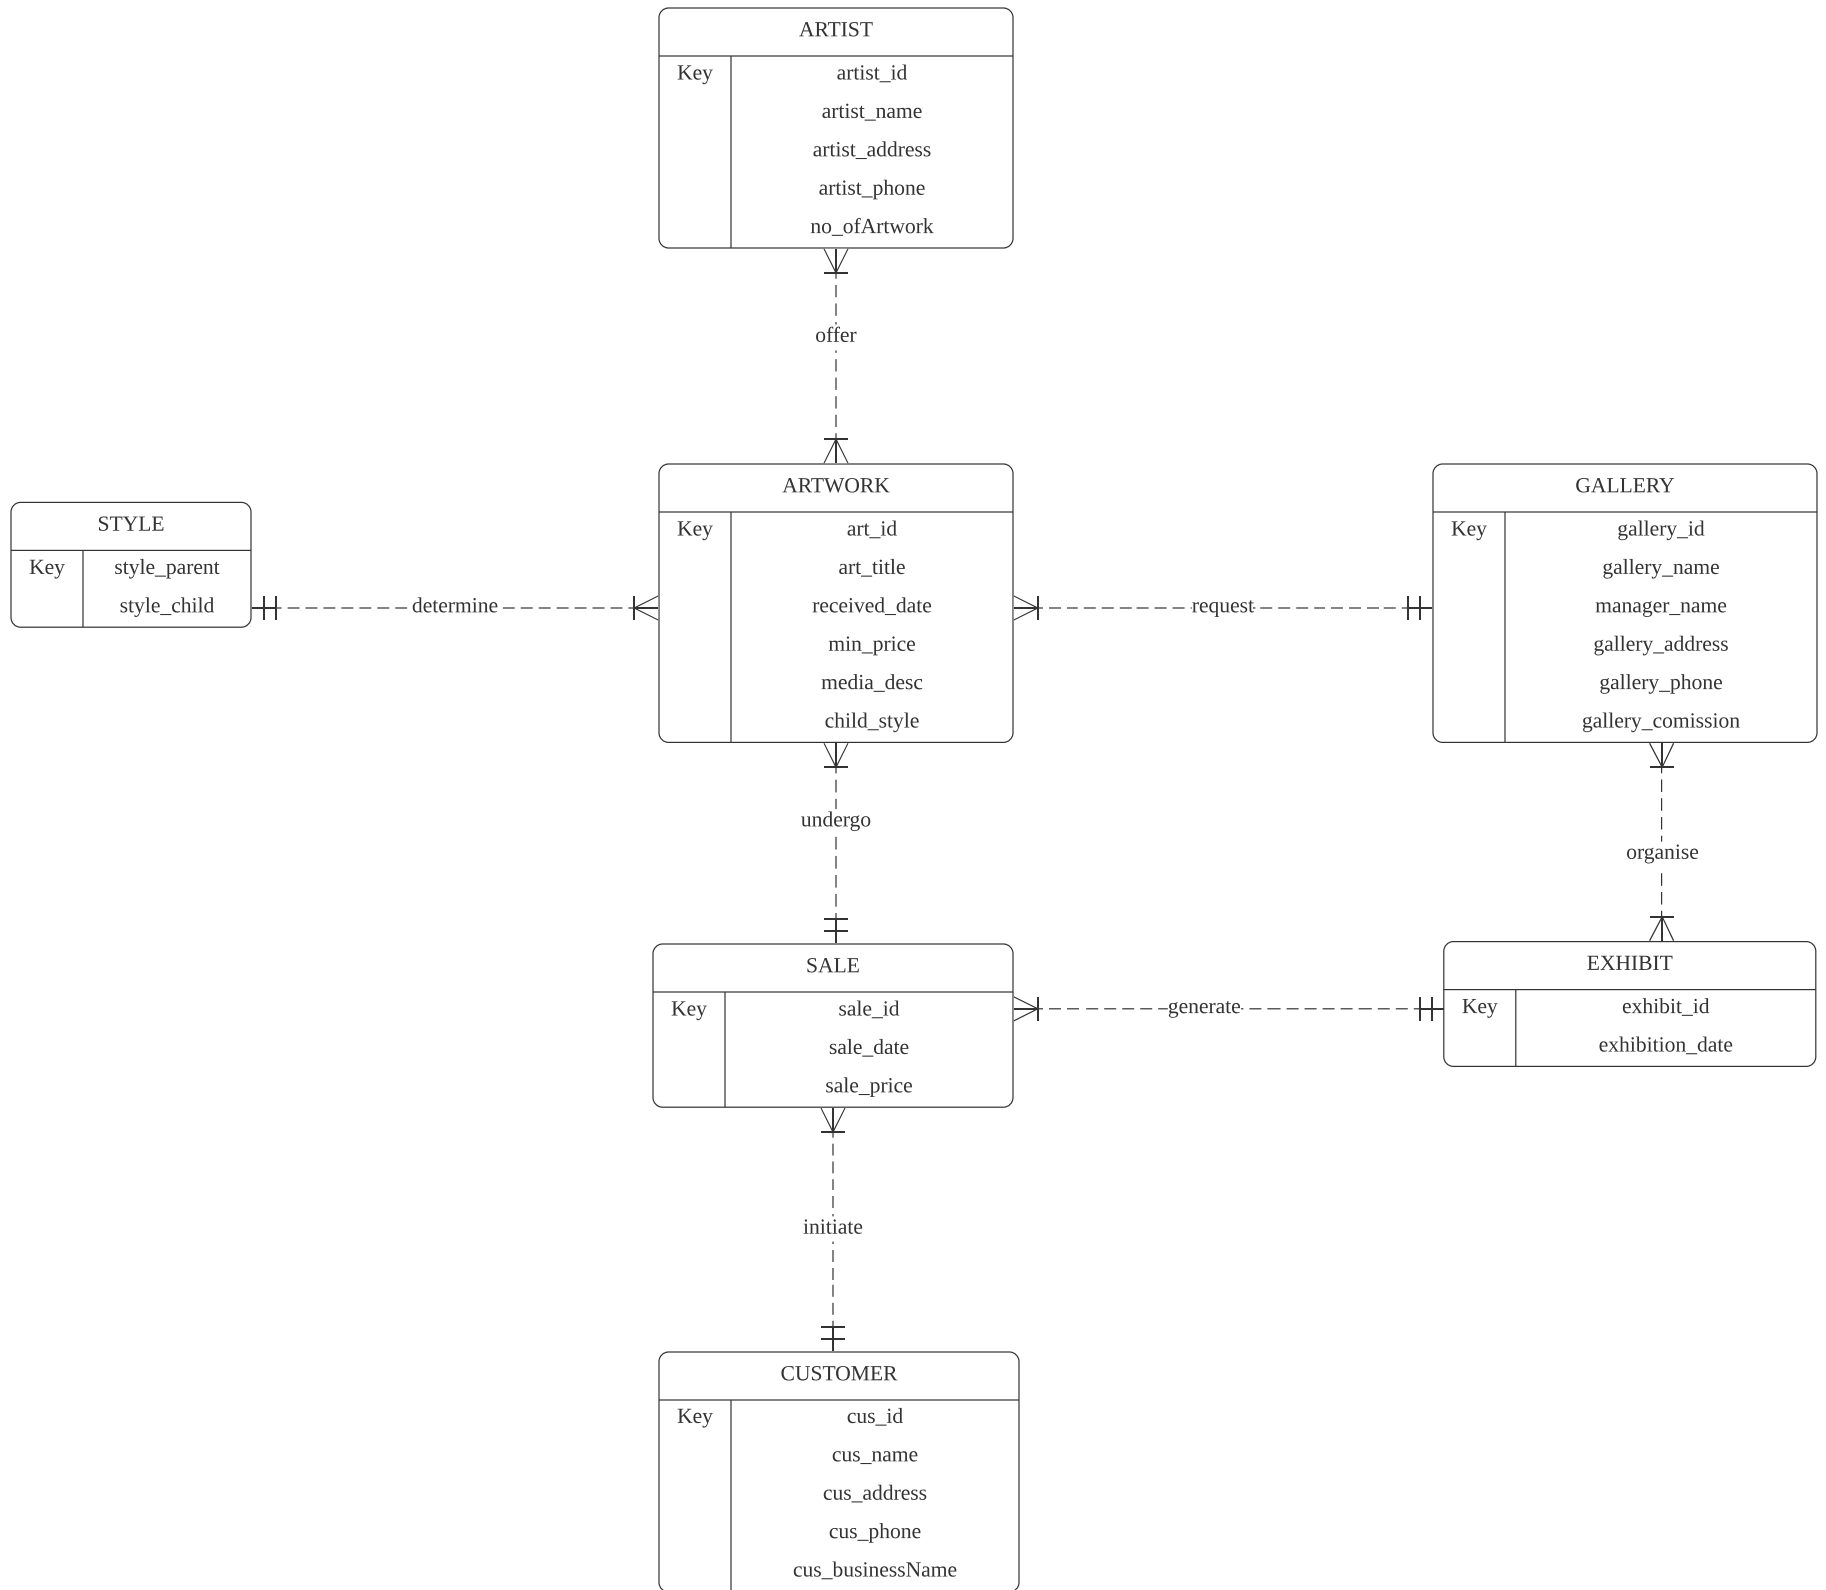 ARTIST
Key artist_id
artist_name
artist_address
artist_phone
no_ofArtwork
offer
STYLE
Key style_parent
style_child
determine
ARTWORK
Key art_id
art_title
received_date
min_price
media_desc
child_style
request
GALLERY
Key gallery_id
gallery_name
manager_name
gallery_address
gallery_phone
gallery_comission
undergo
organise
SALE
Key sale_id
sale_date
sale_price
generate
EXHIBIT
Key exhibit_id
exhibition_date
initiate
CUSTOMER
Key cus_id
cus_name
cus_address
cus_phone
cus_businessName